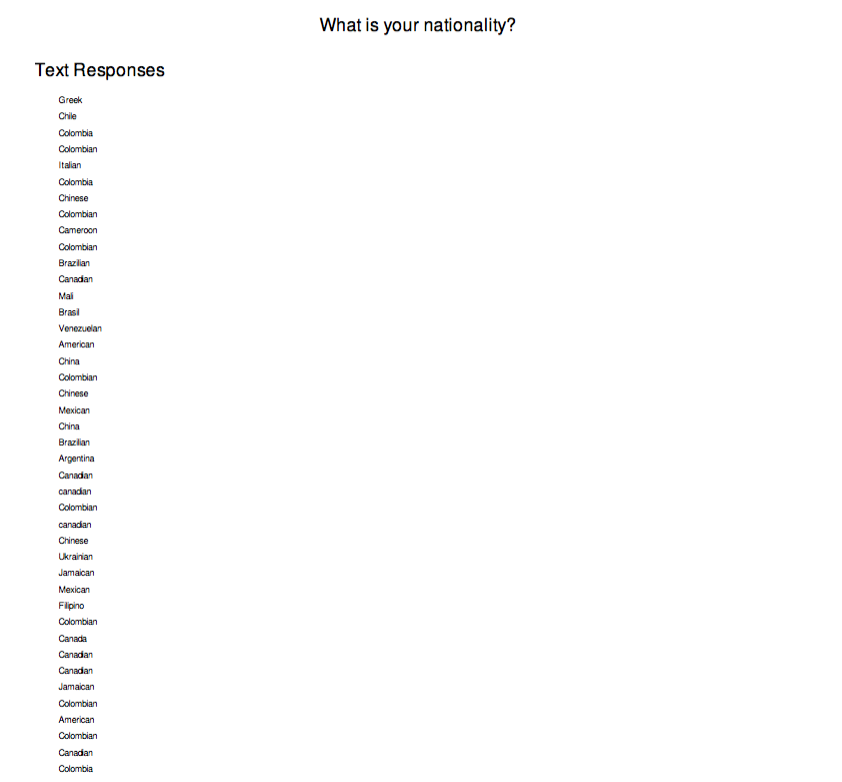 What is your nationality?
Text Responses
Greek
Chile
Colombia
Colombian
Italian
Colombia
Chinese
Colombian
Cameroon
Colombian
Brazilian
Canadian
Mali
Brasil
Venezuelan
American
China
Colombian
Chinese
Mexican
China
Brazilian
Argentina
Canadian
canadian
Colombian
canadian
Chinese
Ukrainian
Jamaican
Mexican
Filipino
Colombian
Canada
Canadian
Canadian
Jamaican
Colombian
American
Colombian
Canadian
Colombia